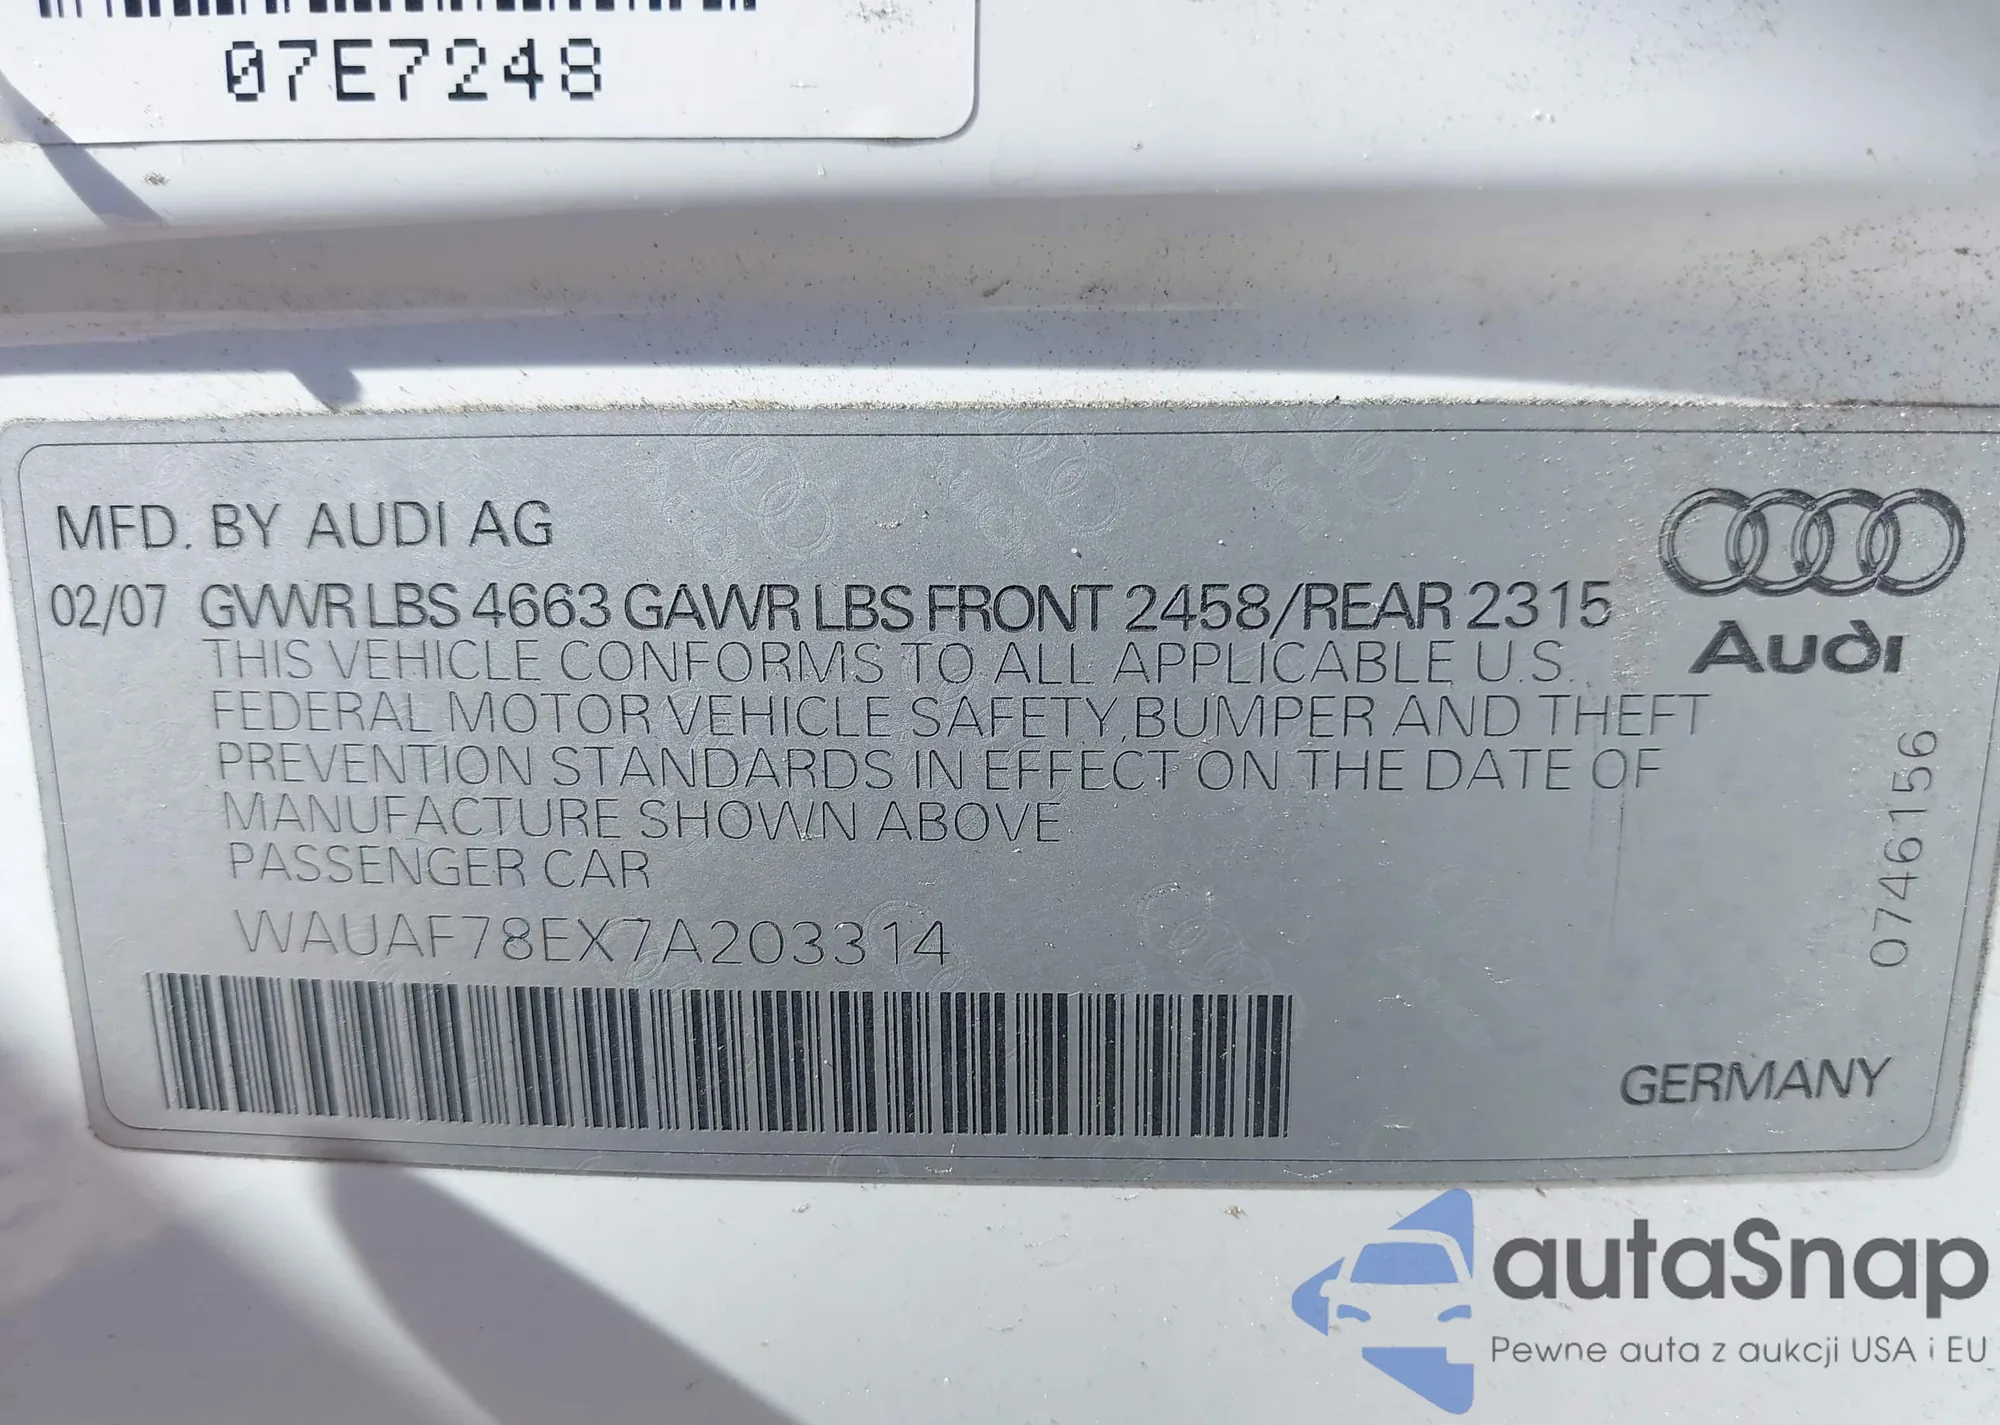 07E7248
MFD. BY AUDI AG
02/07 GVWR LBS 4663 GAWR LBS FRONT 2458/REAR 2315
THIS VEHICLE CONFORMS TO ALL APPLICABLE U.S.
FEDERAL MOTOR VEHICLE SAFETY, BUMPER AND THEFT
PREVENTION STANDARDS IN EFFECT ON THE DATE OF
MANUFACTURE SHOWN ABOVE
PASSENGER CAR
WAUAF78EX7A203314
Audi
0746156
GERMANY
autaSnap
Pewne auta z aukcji USA i EU